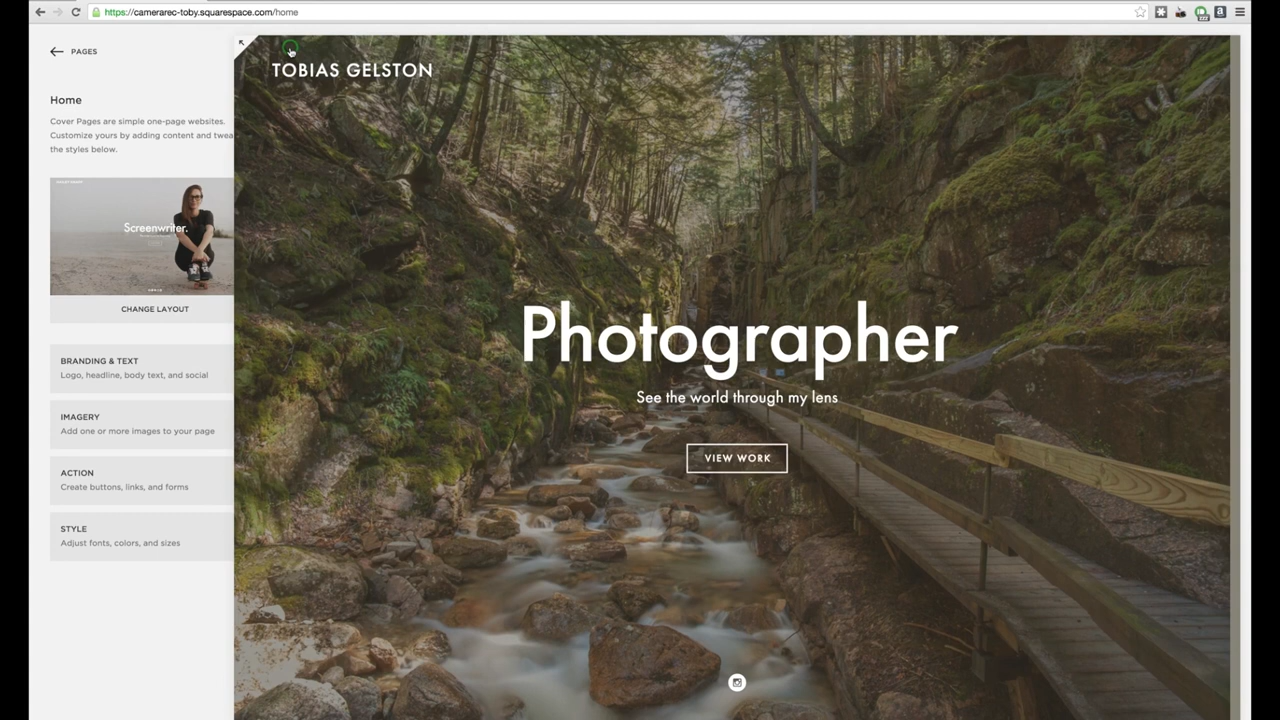 https://camerarec-toby.squarespace.com/home
PAGES
Home
Cover Pages are simple one-page websites.
Customize yours by adding content and twea
the styles below.
Screenwriter.
CHANGE LAYOUT
BRANDING & TEXT
Logo, headline, body text, and social
IMAGERY
Add one or more images to your page
ACTION
Create buttons, links, and forms
STYLE
Adjust fonts, colors, and sizes
TOBIAS GELSTON
Photographer
See the world through my lens
VIEW WORK